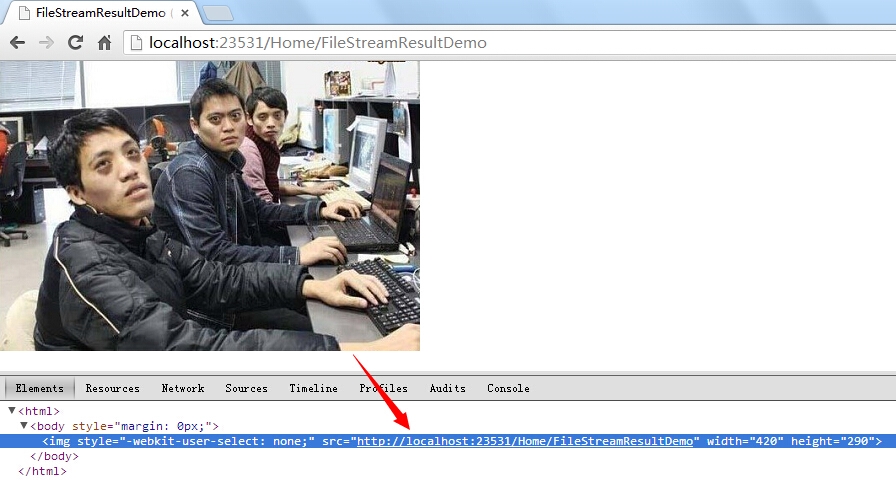 FileStreamResultDemo (
localhost:23531/Home/FileStreamResultDemo
Elements Resources Network Sources Timeline Profiles Audits Console
<html>
<body style="margin: 0px;">
<img style="-webkit-user-select: none;" src="http://localhost:23531/Home/FileStreamResultDemo" width="420" height="290">
</body>
</html>